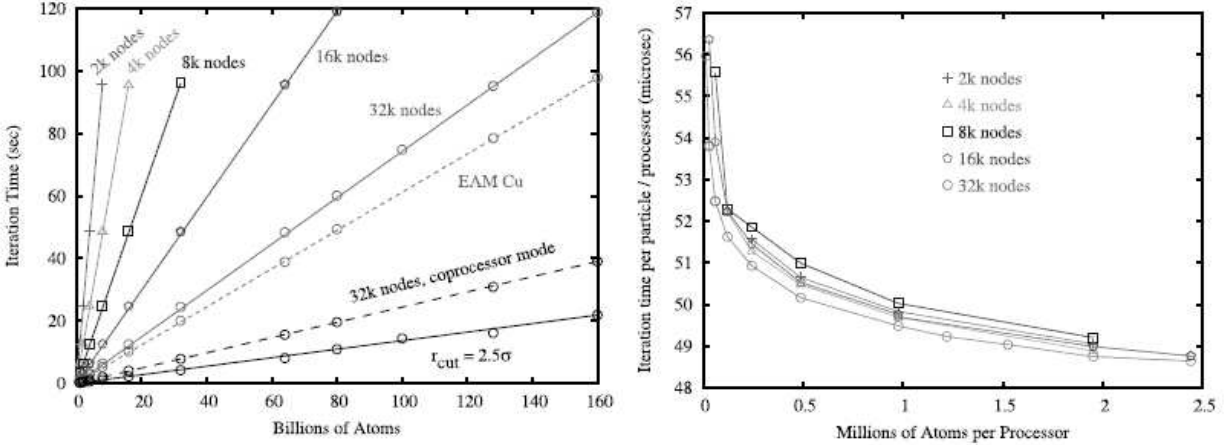 120
100
80
60
40
20
0
Iteration Time (sec)
2k nodes
4k nodes
8k nodes
16k nodes
32k nodes
EAM Cu
32k nodes, coprocessor mode
r_cut = 2.5σ
0 20 40 60 80 100 120 140 160
Billions of Atoms
57
56
55
54
53
52
51
50
49
48
Iteration time per particle / processor (microsec)
2k nodes
4k nodes
8k nodes
16k nodes
32k nodes
0 0.5 1 1.5 2 2.5
Millions of Atoms per Processor